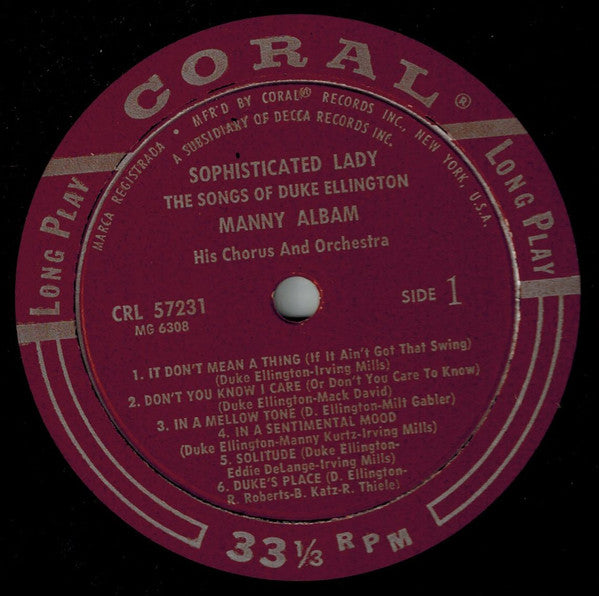 CORAL®
MARCA REGISTRADA • MFR'D BY CORAL® RECORDS INC., NEW YORK, U.S.A.
A SUBSIDIARY OF DECCA RECORDS INC.
LONG PLAY
LONG PLAY
SOPHISTICATED LADY
THE SONGS OF DUKE ELLINGTON
MANNY ALBAM
His Chorus And Orchestra
CRL 57231
MG 6308
SIDE 1
1. IT DON'T MEAN A THING (If It Ain't Got That Swing)
(Duke Ellington-Irving Mills)
2. DON'T YOU KNOW I CARE (Or Don't You Care To Know)
(Duke Ellington-Mack David)
3. IN A MELLOW TONE (D. Ellington-Milt Gabler)
4. IN A SENTIMENTAL MOOD
(Duke Ellington-Manny Kurtz-Irving Mills)
5. SOLITUDE (Duke Ellington-
Eddie DeLange-Irving Mills)
6. DUKE'S PLACE (D. Ellington-
R. Roberts-B. Katz-R. Thiele)
33⅓ RPM